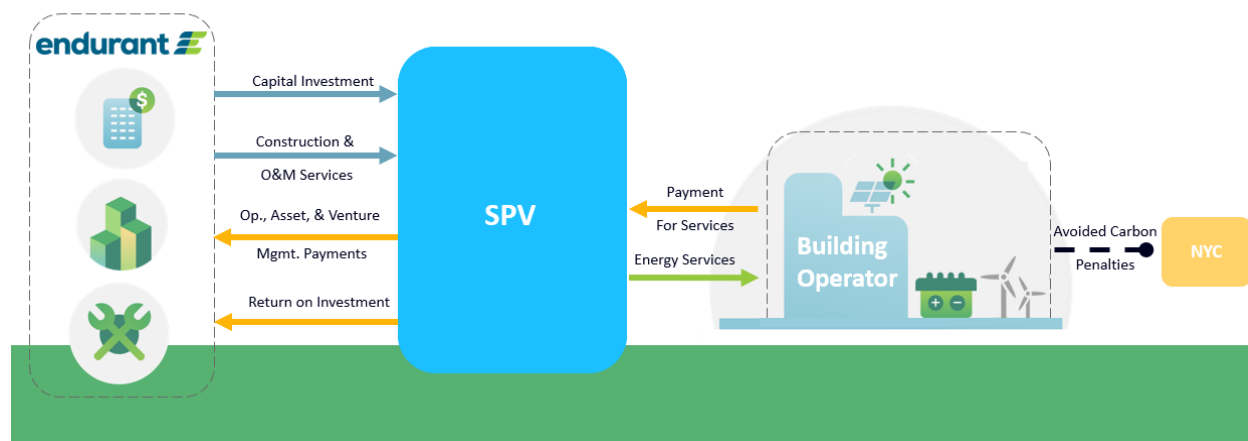 endurant
Capital Investment
Construction &
O&M Services
Op., Asset, & Venture
Mgmt. Payments
Return on Investment
SPV
Payment
For Services
Energy Services
Building
Operator
Avoided Carbon
Penalties
NYC
$